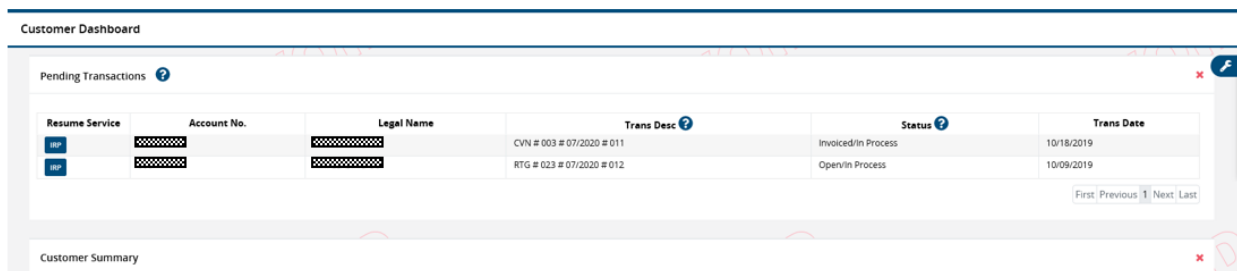 Customer Dashboard
Pending Transactions ?
Resume Service Account No. Legal Name Trans Desc ? Status ? Trans Date
IRP CVN # 003 # 07/2020 # 011 Invoiced/In Process 10/18/2019
IRP RTG # 023 # 07/2020 # 012 Open/In Process 10/09/2019
First Previous 1 Next Last
Customer Summary